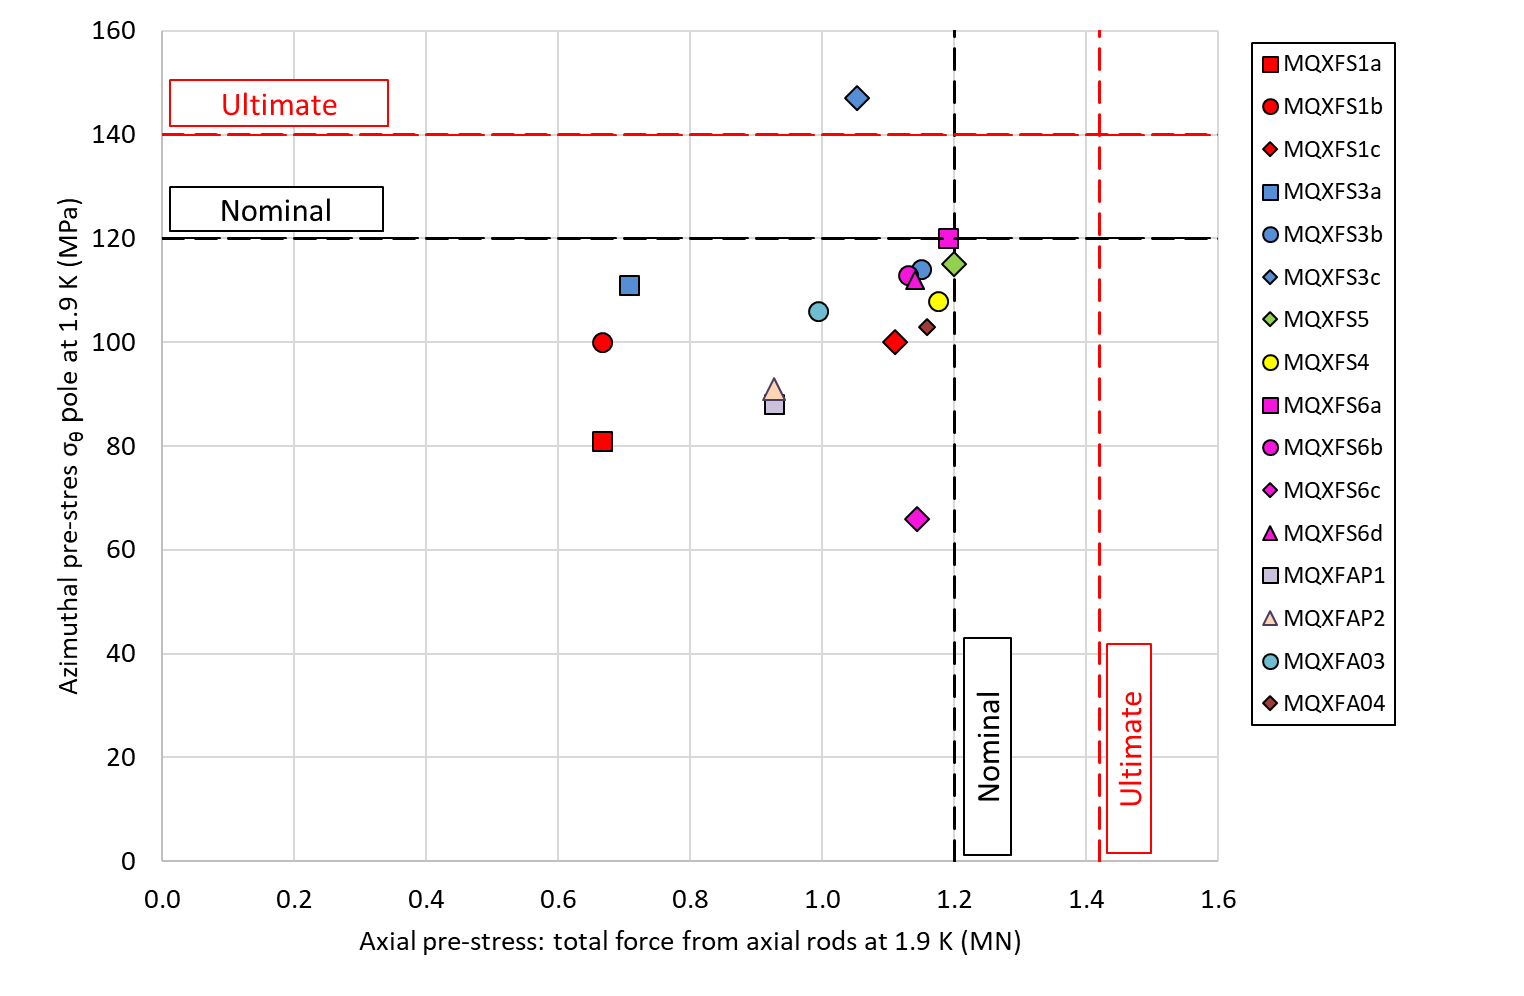 160
140
120
100
80
60
40
20
0
Azimuthal pre-stres σθ pole at 1.9 K (MPa)
Ultimate
Nominal
Nominal
Ultimate
0.0 0.2 0.4 0.6 0.8 1.0 1.2 1.4 1.6
Axial pre-stress: total force from axial rods at 1.9 K (MN)
MQXFS1a
MQXFS1b
MQXFS1c
MQXFS3a
MQXFS3b
MQXFS3c
MQXFS5
MQXFS4
MQXFS6a
MQXFS6b
MQXFS6c
MQXFS6d
MQXFAP1
MQXFAP2
MQXFA03
MQXFA04